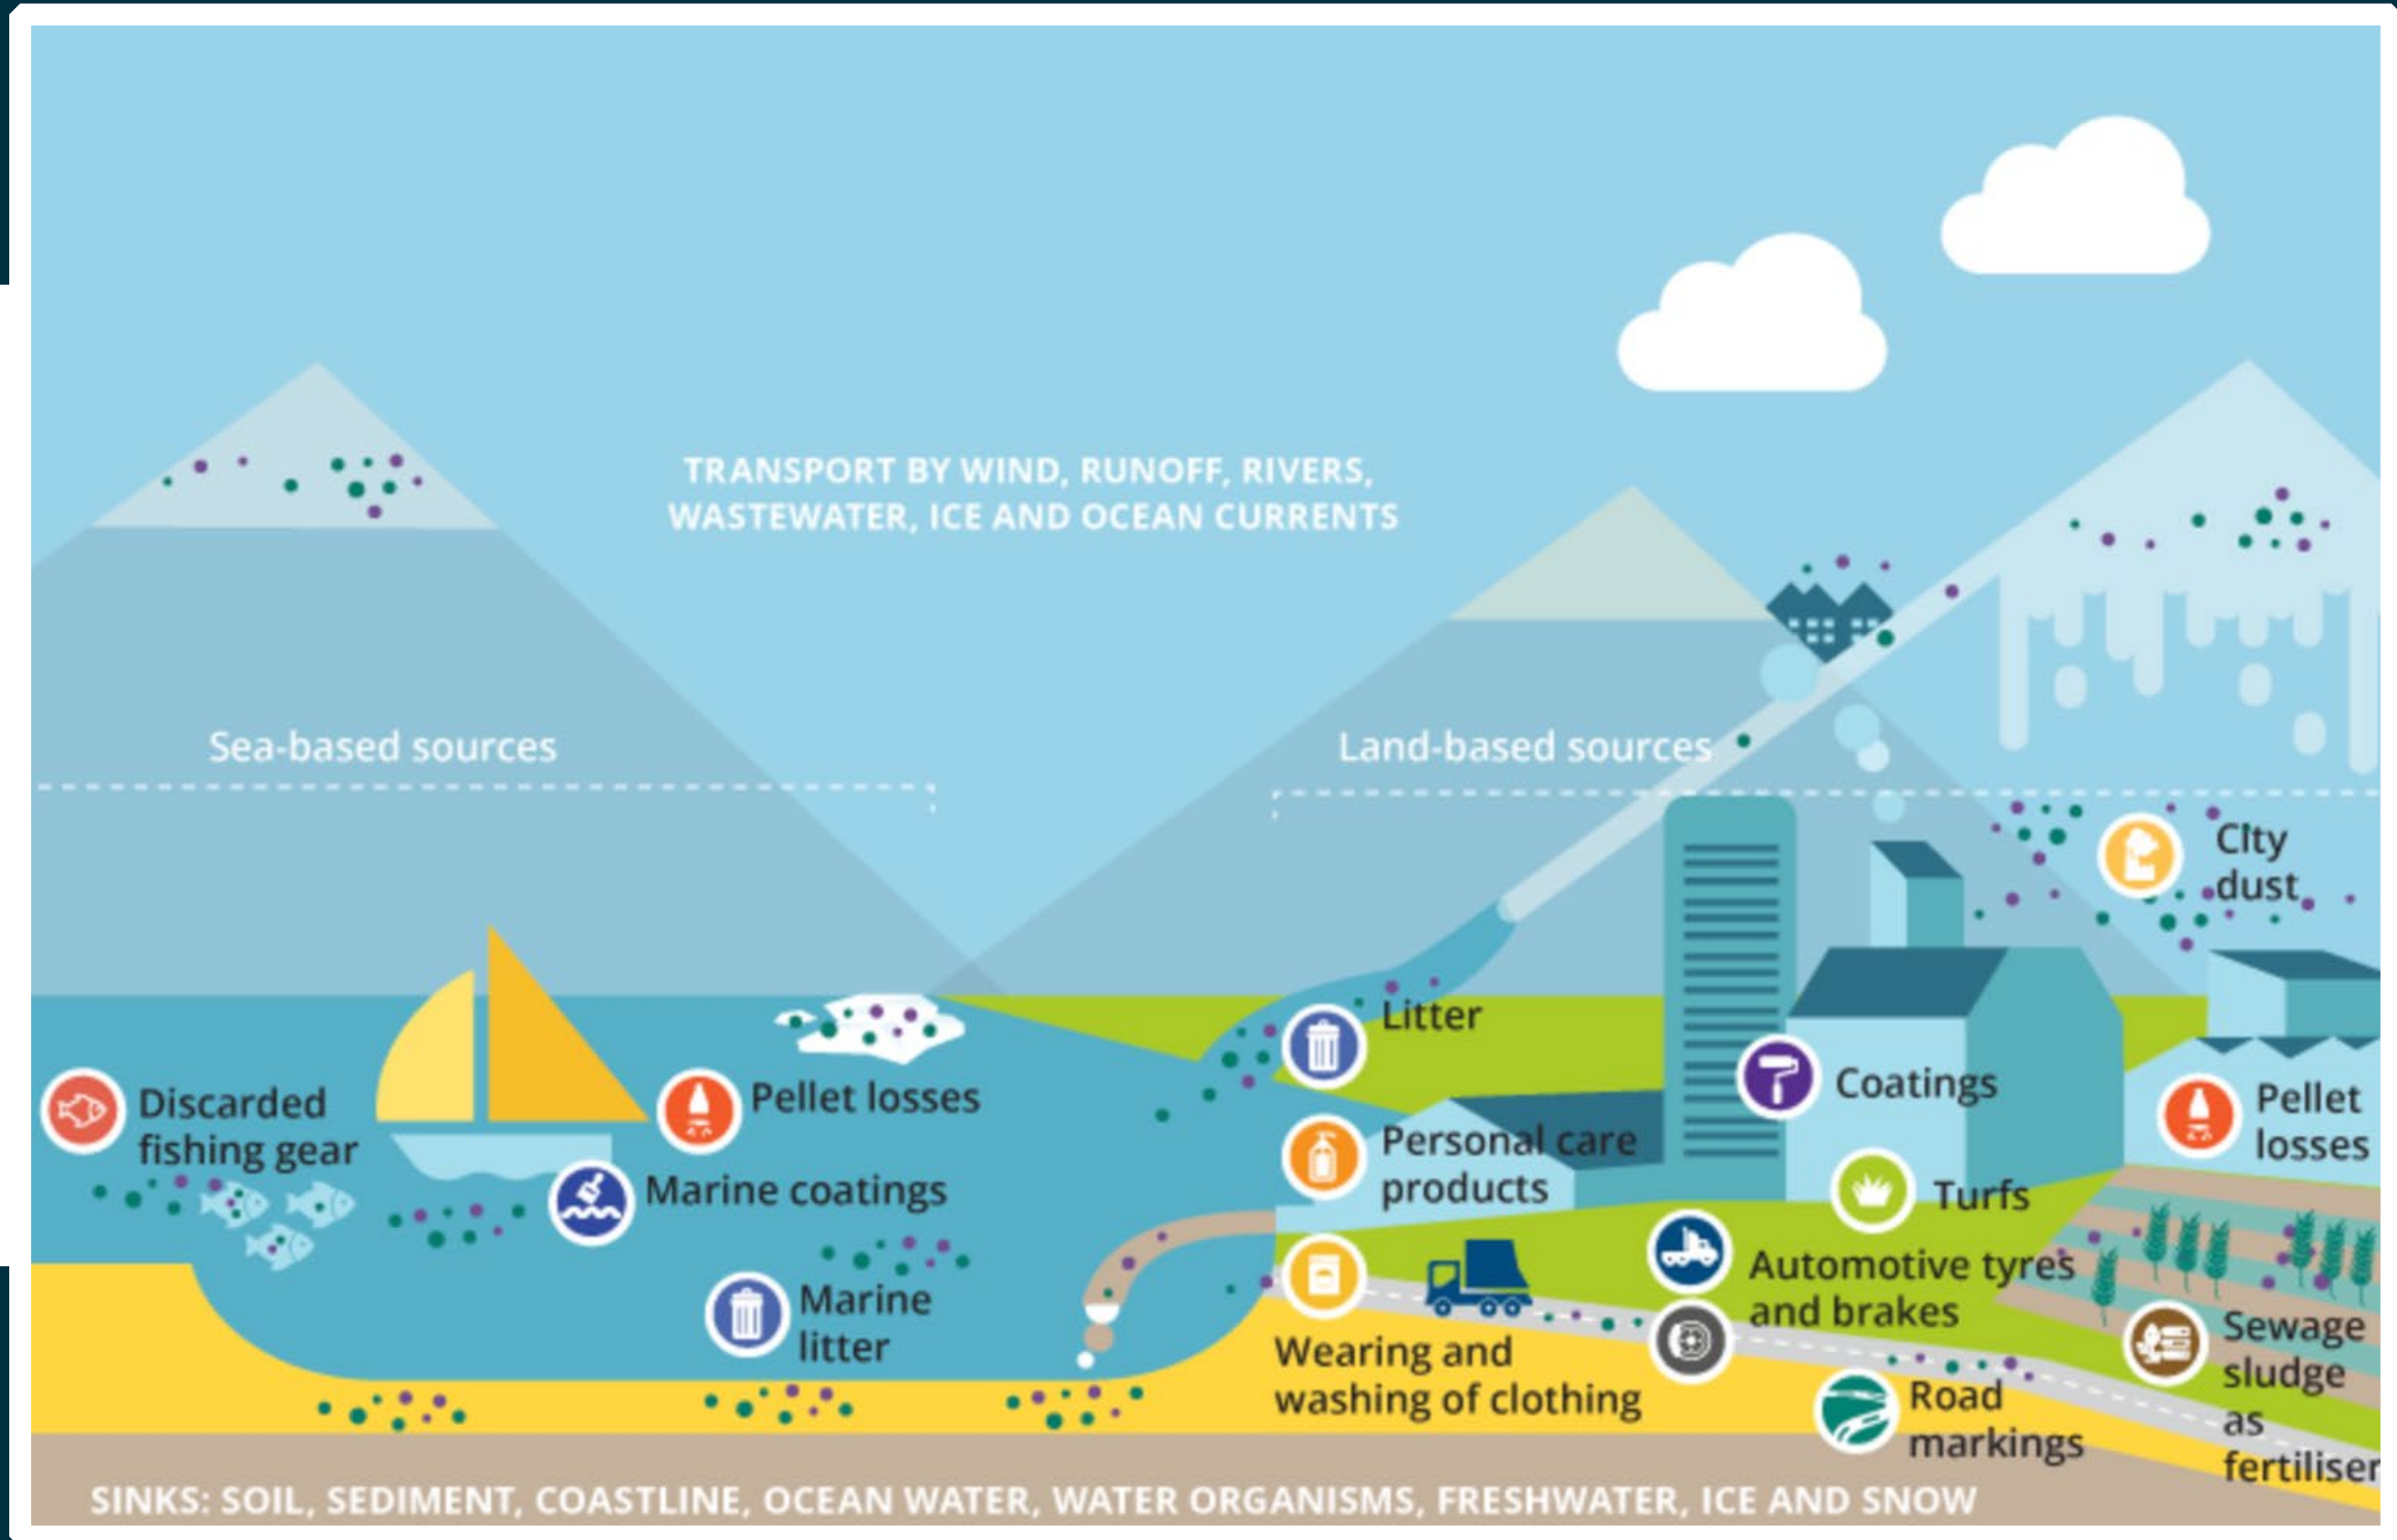 TRANSPORT BY WIND, RUNOFF, RIVERS,
WASTEWATER, ICE AND OCEAN CURRENTS
Sea-based sources
Land-based sources
City
dust
Litter
Discarded
fishing gear
Pellet losses
Marine coatings
Marine
litter
Personal care
products
Coatings
Pellet
losses
Turfs
Automotive tyres
and brakes
Wearing and
washing of clothing
Road
markings
Sewage
sludge
as
fertiliser
SINKS: SOIL, SEDIMENT, COASTLINE, OCEAN WATER, WATER ORGANISMS, FRESHWATER, ICE AND SNOW